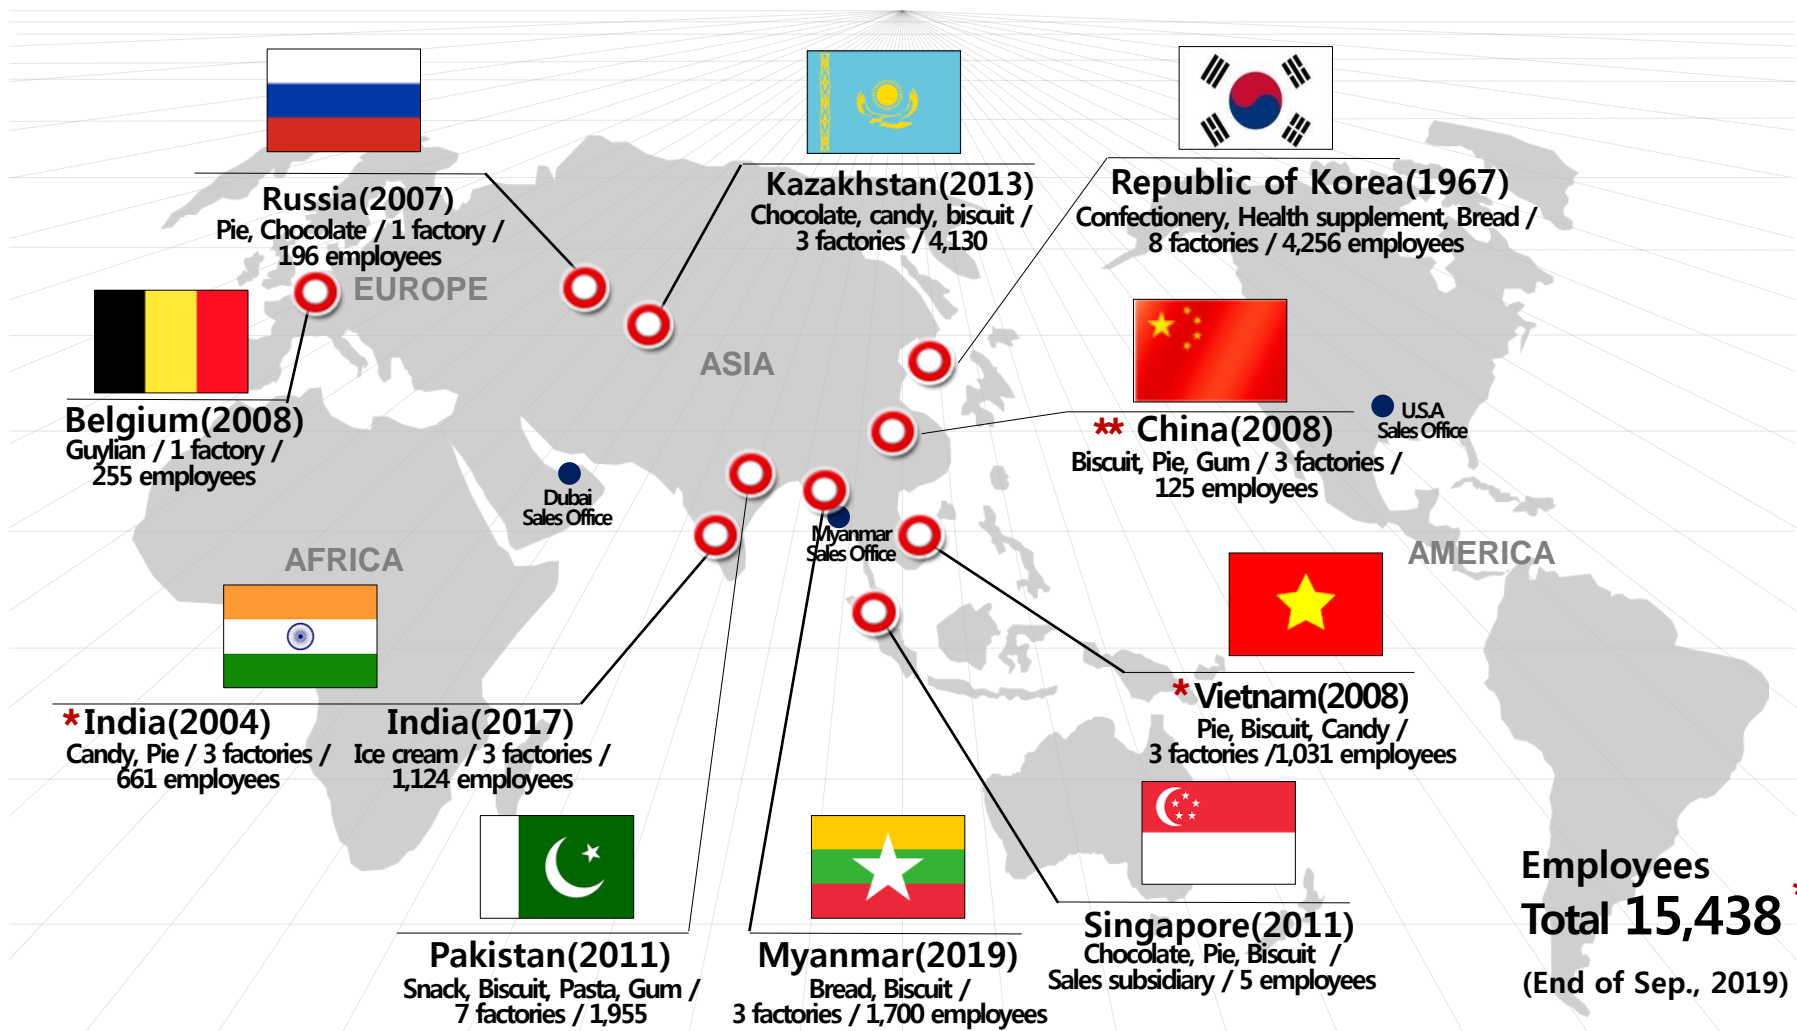 Russia(2007)
Pie, Chocolate / 1 factory /
196 employees
Kazakhstan(2013)
Chocolate, candy, biscuit /
3 factories / 4,130
Republic of Korea(1967)
Confectionery, Health supplement, Bread /
8 factories / 4,256 employees
EUROPE
ASIA
Belgium(2008)
Guylian / 1 factory /
255 employees
** China(2008)
Biscuit, Pie, Gum / 3 factories /
125 employees
U.S.A
Sales Office
Dubai
Sales Office
Myanmar
Sales Office
AFRICA
AMERICA
*India(2004)
Candy, Pie / 3 factories /
661 employees
India(2017)
Ice cream / 3 factories /
1,124 employees
*Vietnam(2008)
Pie, Biscuit, Candy /
3 factories /1,031 employees
Pakistan(2011)
Snack, Biscuit, Pasta, Gum /
7 factories / 1,955
Myanmar(2019)
Bread, Biscuit /
3 factories / 1,700 employees
Singapore(2011)
Chocolate, Pie, Biscuit /
Sales subsidiary / 5 employees
Employees
Total 15,438 *
(End of Sep., 2019)